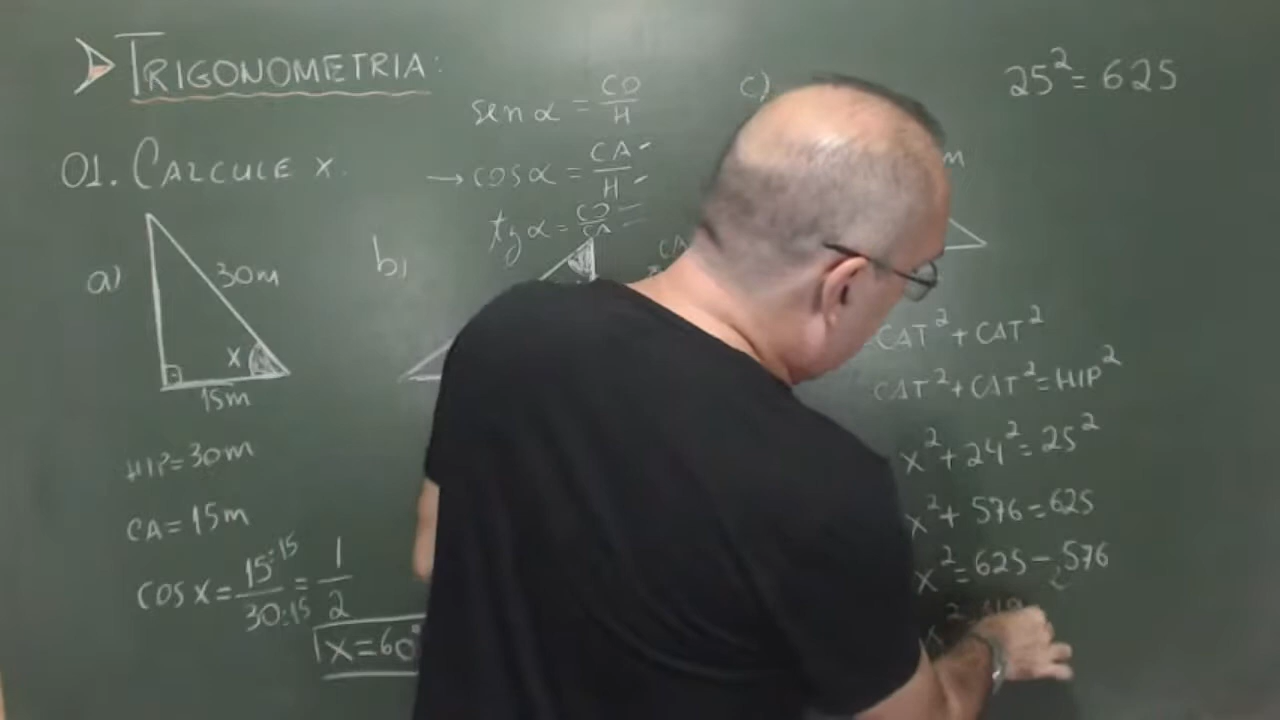 TRIGONOMETRIA:
01. CALCULE X.
sen α = CO/H
→ cos α = CA/H
tg α = CO/CA
a)
30m
x
15m
HIP=30m
CA=15m
COS X = 15:15/30:15 = 1/2
X=60°
b)
CA
c)
m
25² = 625
CAT² + CAT²
CAT² + CAT² = HIP²
x² + 24² = 25²
x² + 576 = 625
x² = 625 - 576